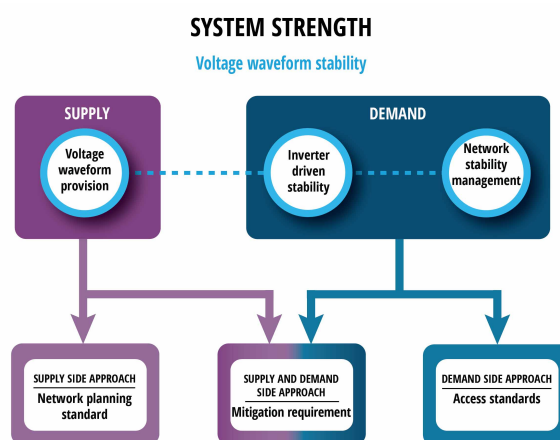 SYSTEM STRENGTH
Voltage waveform stability
SUPPLY
Voltage
waveform
provision
DEMAND
Inverter
driven
stability
Network
stability
management
SUPPLY SIDE APPROACH
Network planning
standard
SUPPLY AND DEMAND
SIDE APPROACH
Mitigation requirement
DEMAND SIDE APPROACH
Access standards